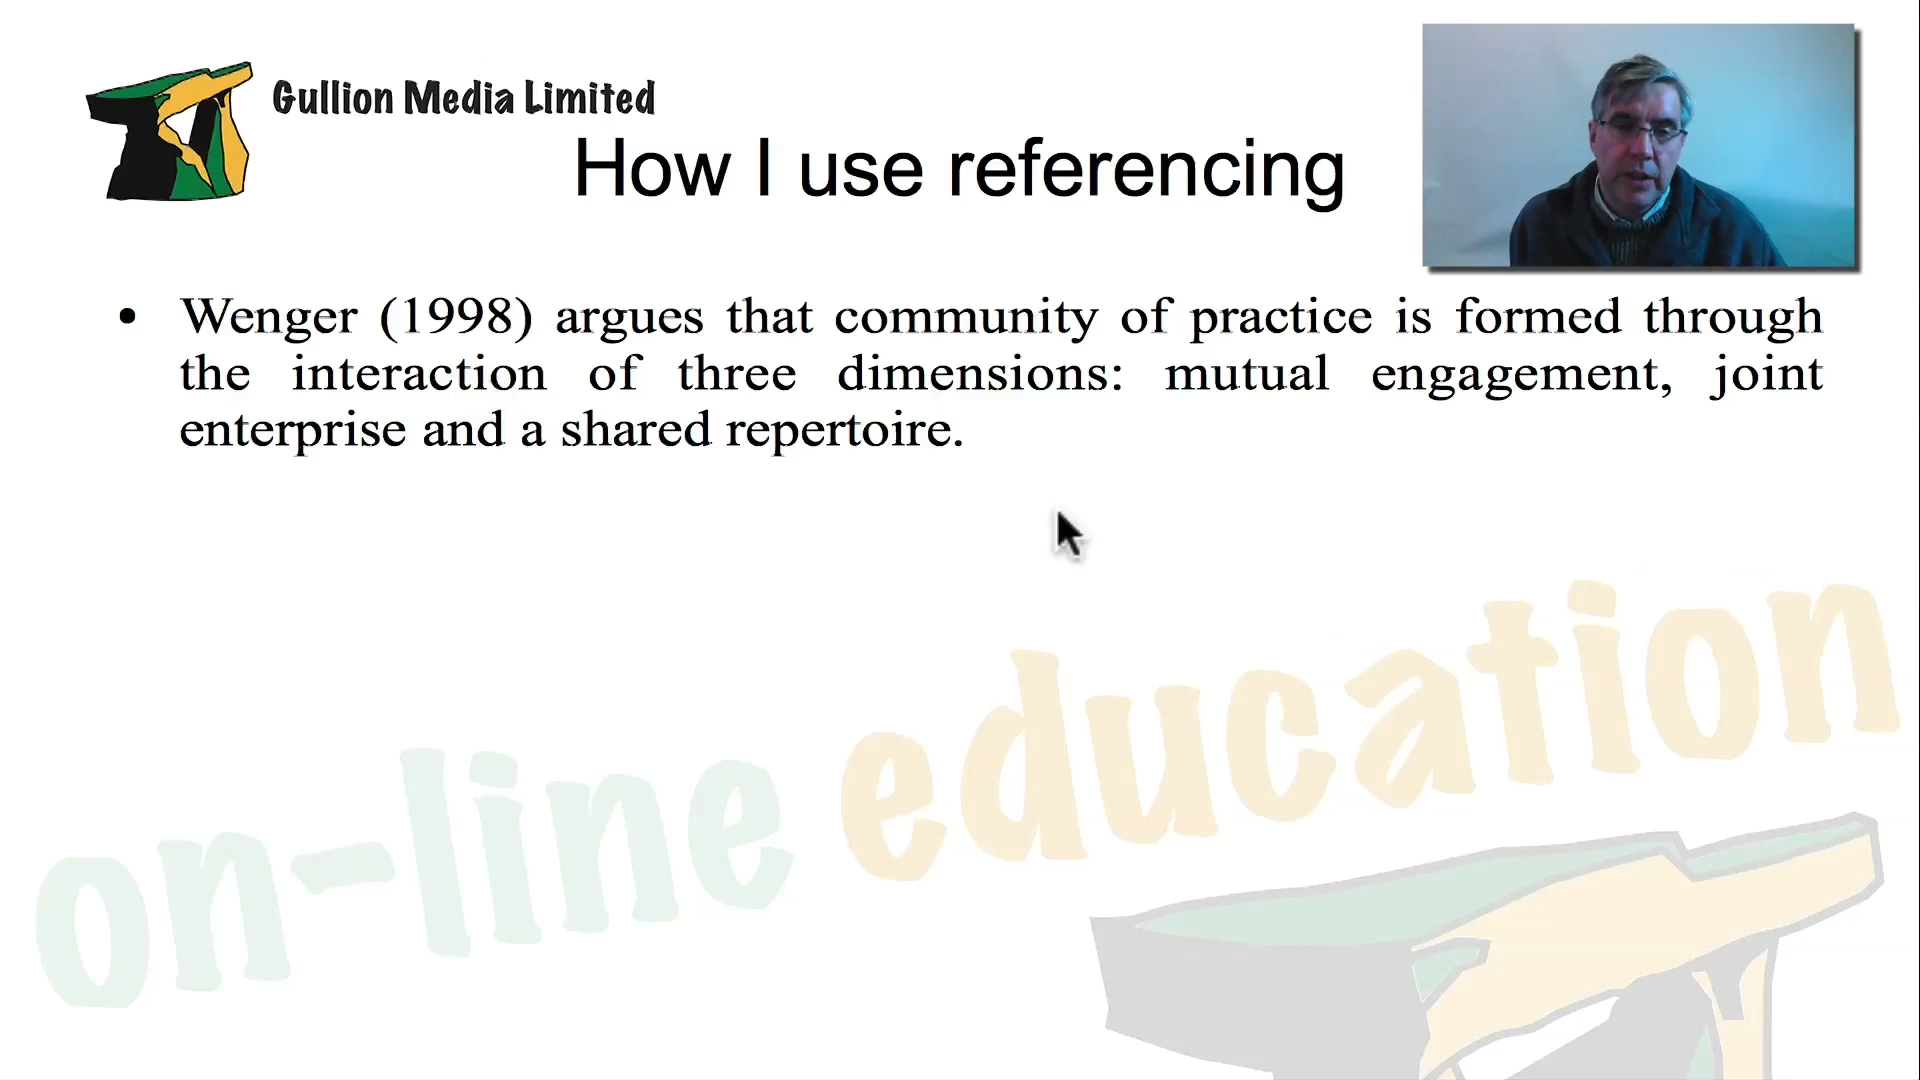 Gullion Media Limited
How I use referencing
• Wenger (1998) argues that community of practice is formed through
the interaction of three dimensions: mutual engagement, joint
enterprise and a shared repertoire.
on-line education